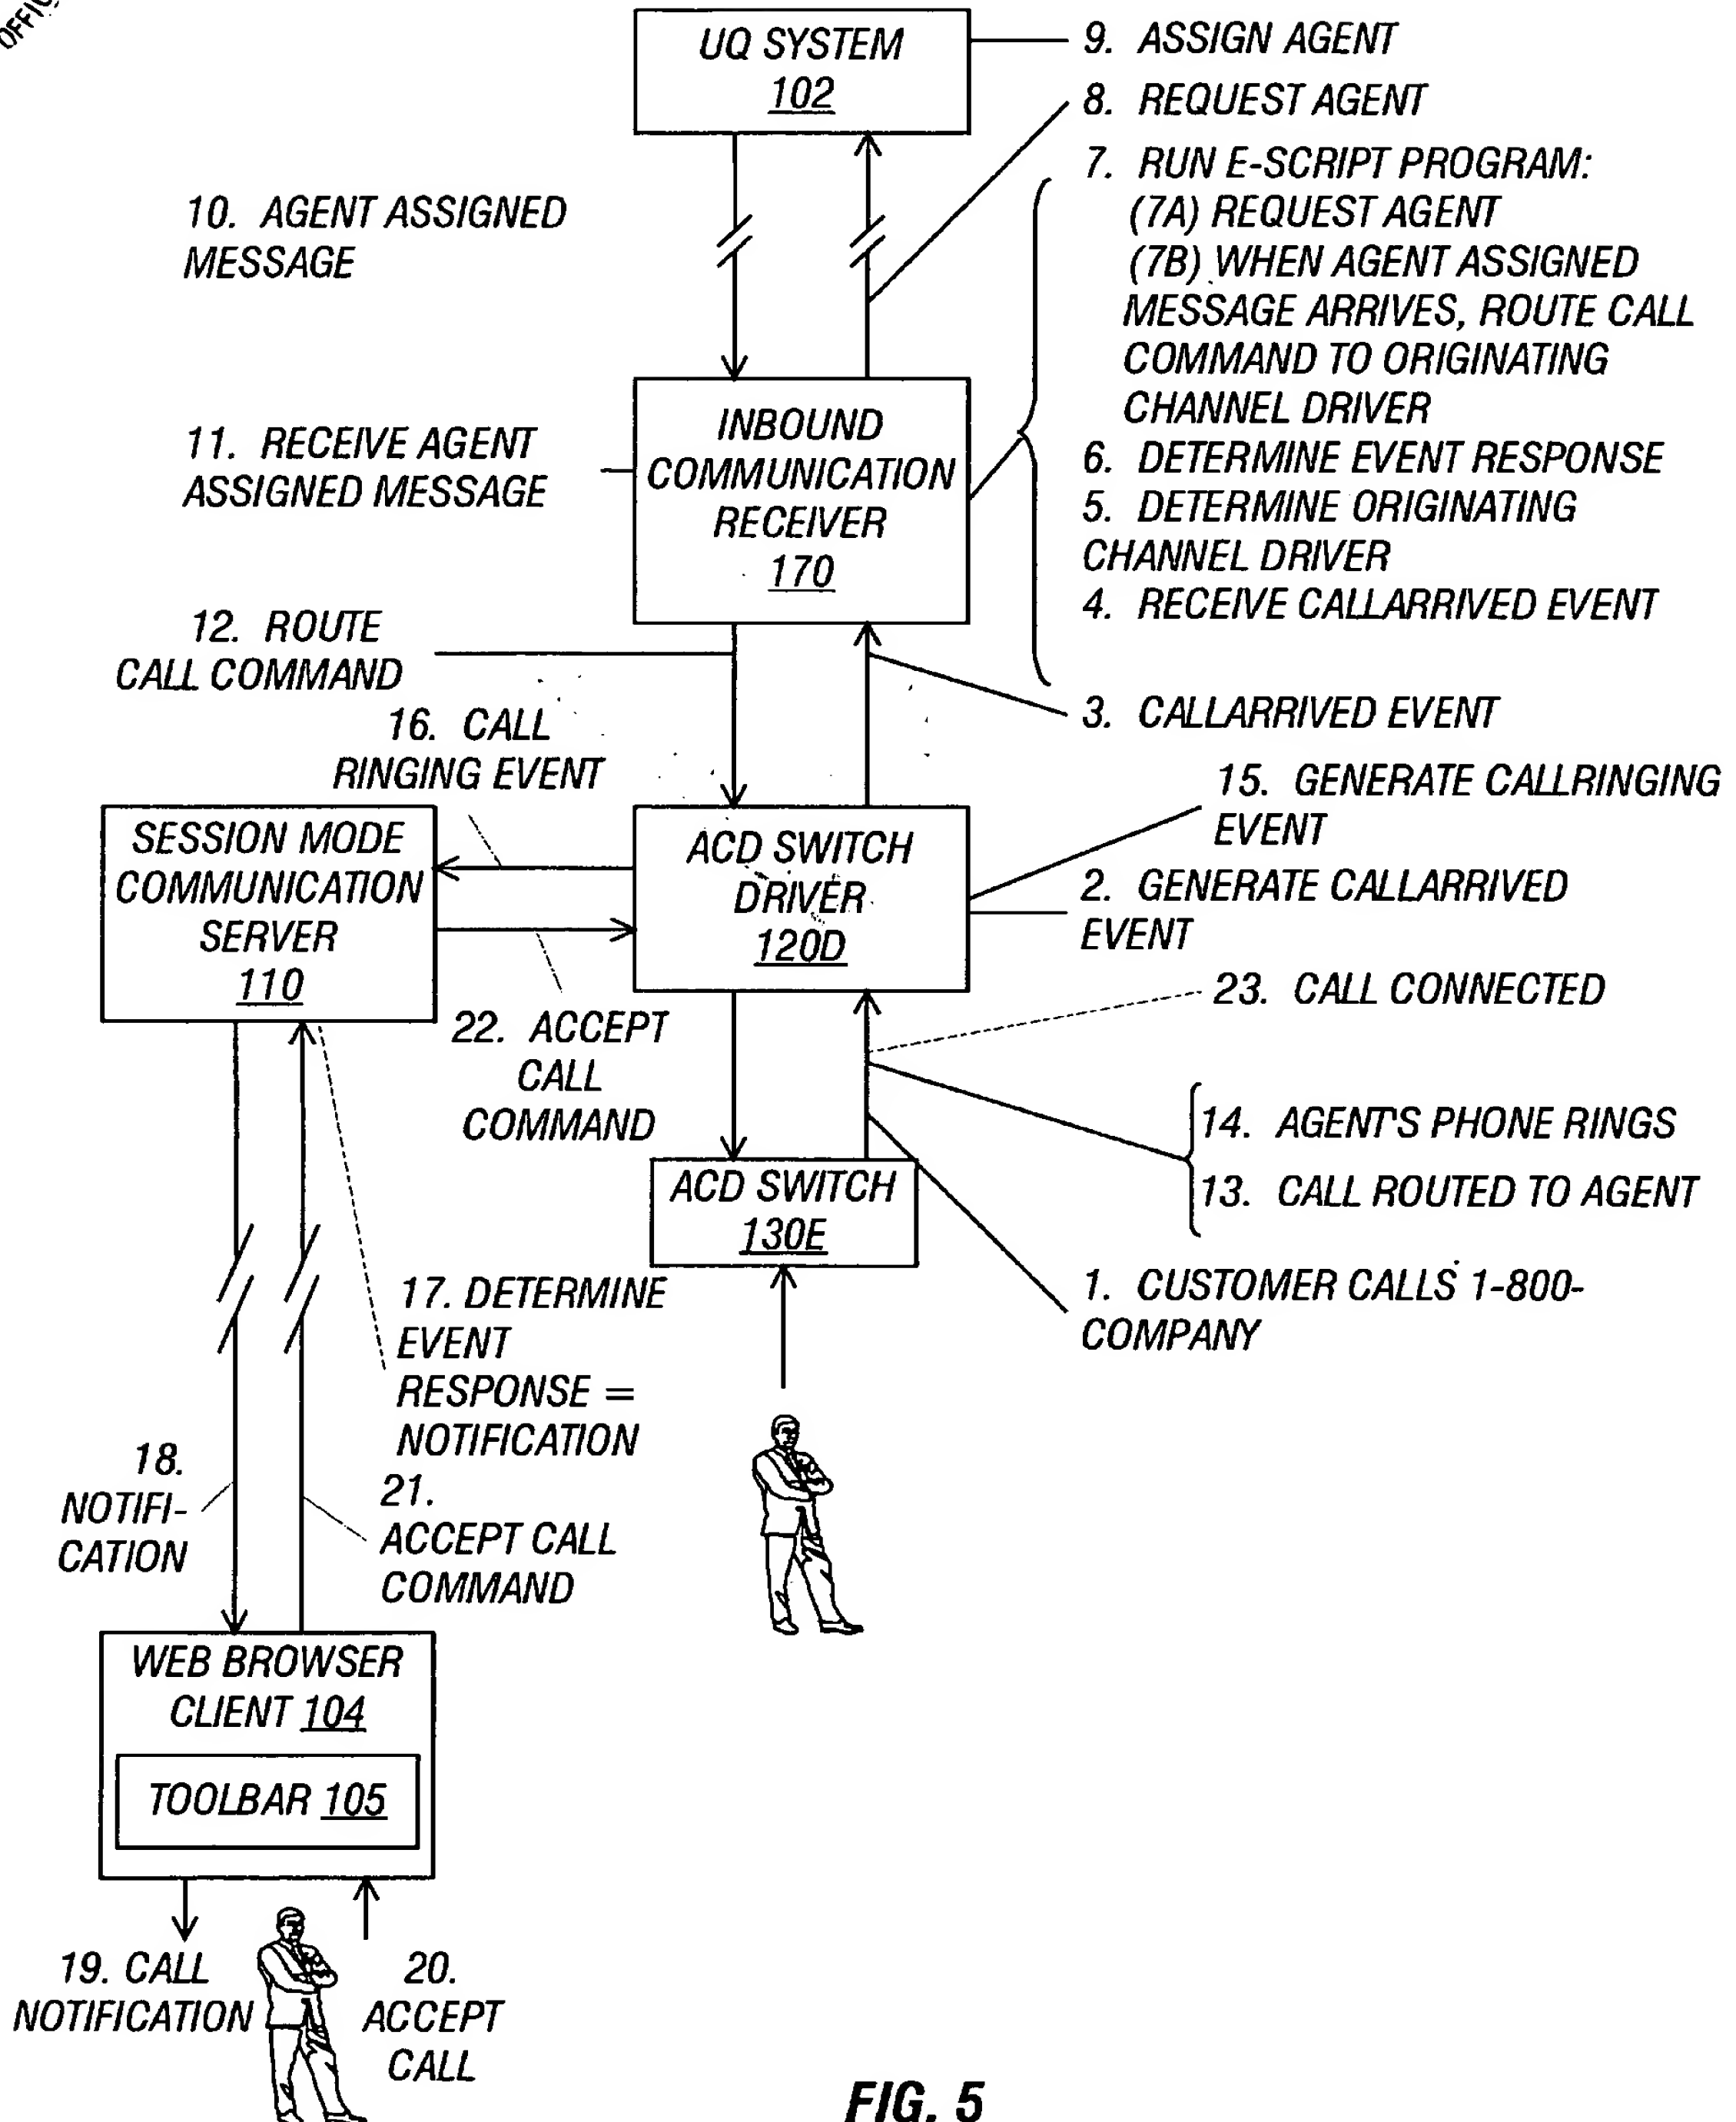 OFFIC
UQ SYSTEM
102
9. ASSIGN AGENT
8. REQUEST AGENT
7. RUN E-SCRIPT PROGRAM:
(7A) REQUEST AGENT
(7B) WHEN AGENT ASSIGNED
MESSAGE ARRIVES, ROUTE CALL
COMMAND TO ORIGINATING
CHANNEL DRIVER
6. DETERMINE EVENT RESPONSE
5. DETERMINE ORIGINATING
CHANNEL DRIVER
4. RECEIVE CALLARRIVED EVENT
10. AGENT ASSIGNED
MESSAGE
INBOUND
COMMUNICATION
RECEIVER
170
11. RECEIVE AGENT
ASSIGNED MESSAGE
12. ROUTE
CALL COMMAND
3. CALLARRIVED EVENT
16. CALL
RINGING EVENT
15. GENERATE CALLRINGING
EVENT
2. GENERATE CALLARRIVED
EVENT
SESSION MODE
COMMUNICATION
SERVER
110
ACD SWITCH
DRIVER
120D
23. CALL CONNECTED
22. ACCEPT
CALL
COMMAND
14. AGENT'S PHONE RINGS
13. CALL ROUTED TO AGENT
ACD SWITCH
130E
1. CUSTOMER CALLS 1-800-
COMPANY
17. DETERMINE
EVENT
RESPONSE =
NOTIFICATION
18.
NOTIFI-
CATION
21.
ACCEPT CALL
COMMAND
WEB BROWSER
CLIENT 104
TOOLBAR 105
19. CALL
NOTIFICATION
20.
ACCEPT
CALL
FIG. 5